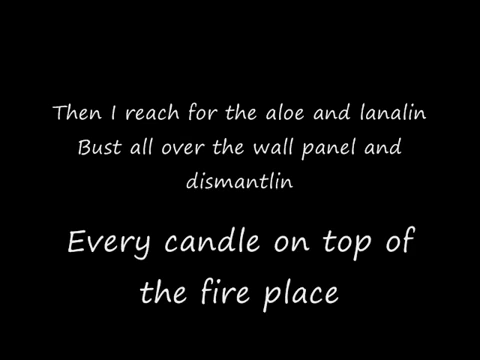 Then I reach for the aloe and lanalin
Bust all over the wall panel and
dismantlin
Every candle on top of
the fire place